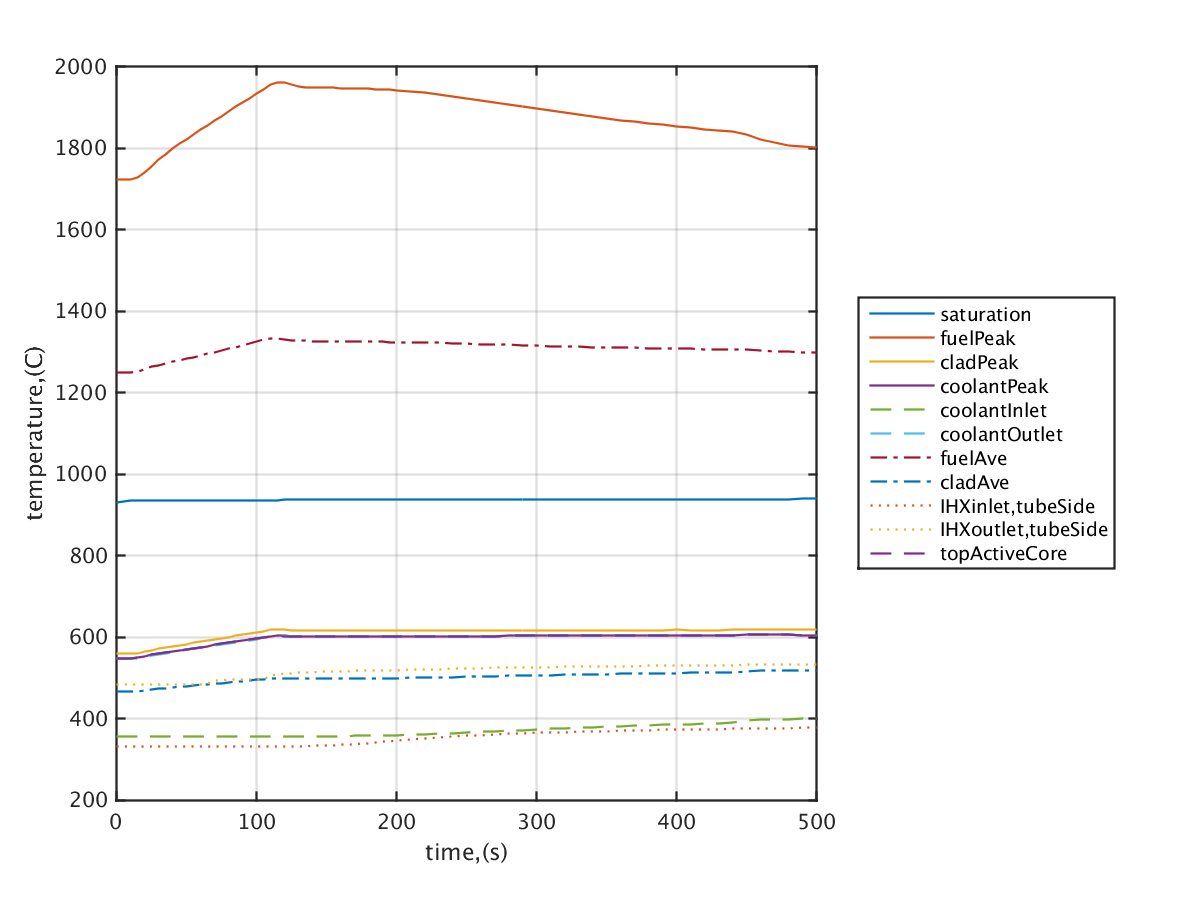 2000
1800
1600
1400
1200
1000
800
600
400
200
temperature,(C)
0 100 200 300 400 500
time,(s)
saturation
fuelPeak
cladPeak
coolantPeak
coolantInlet
coolantOutlet
fuelAve
cladAve
IHXinlet,tubeSide
IHXoutlet,tubeSide
topActiveCore